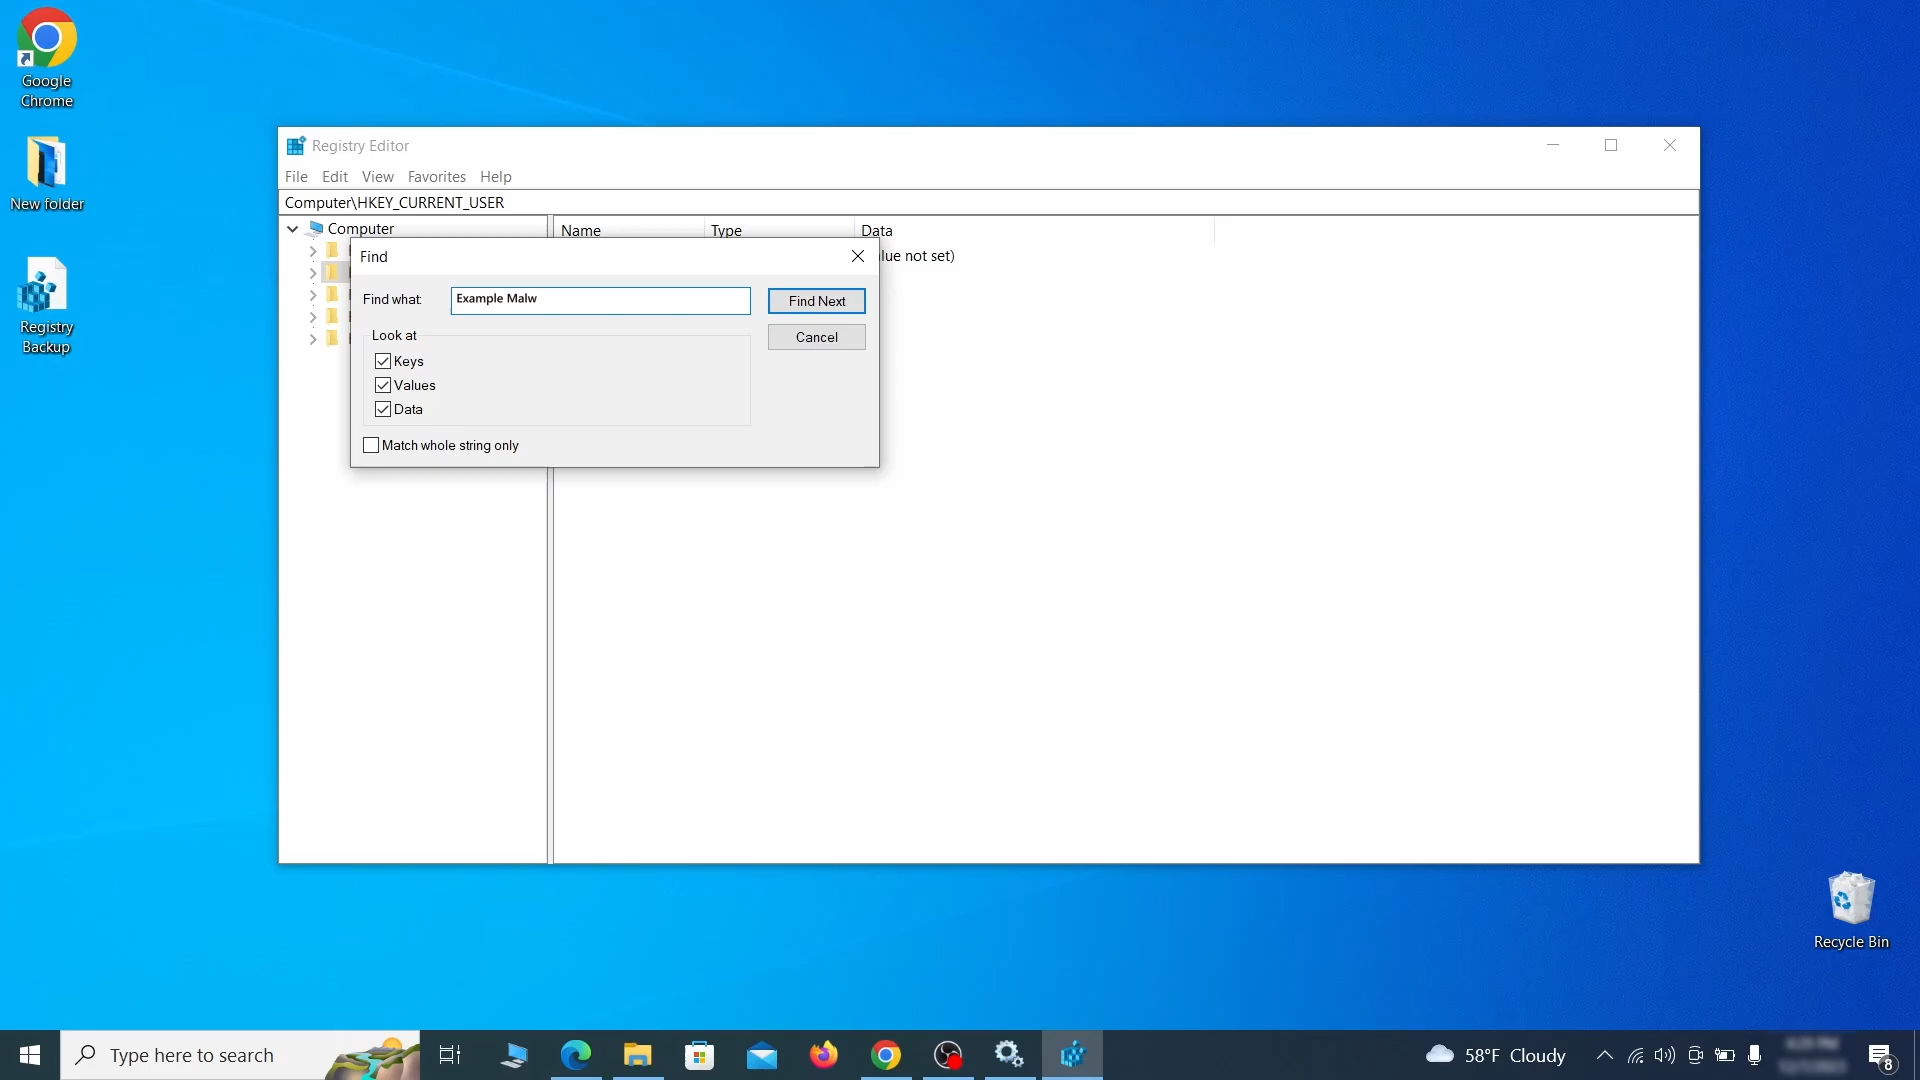 Google
Chrome
New folder
Registry
Backup
Registry Editor
File Edit View Favorites Help
Computer\HKEY_CURRENT_USER
Computer
Name Type Data
lue not set)
Find
Find what:
Example Malw
Find Next
Look at
Cancel
Keys
Values
Data
Match whole string only
Recycle Bin
Type here to search
58°F Cloudy
8